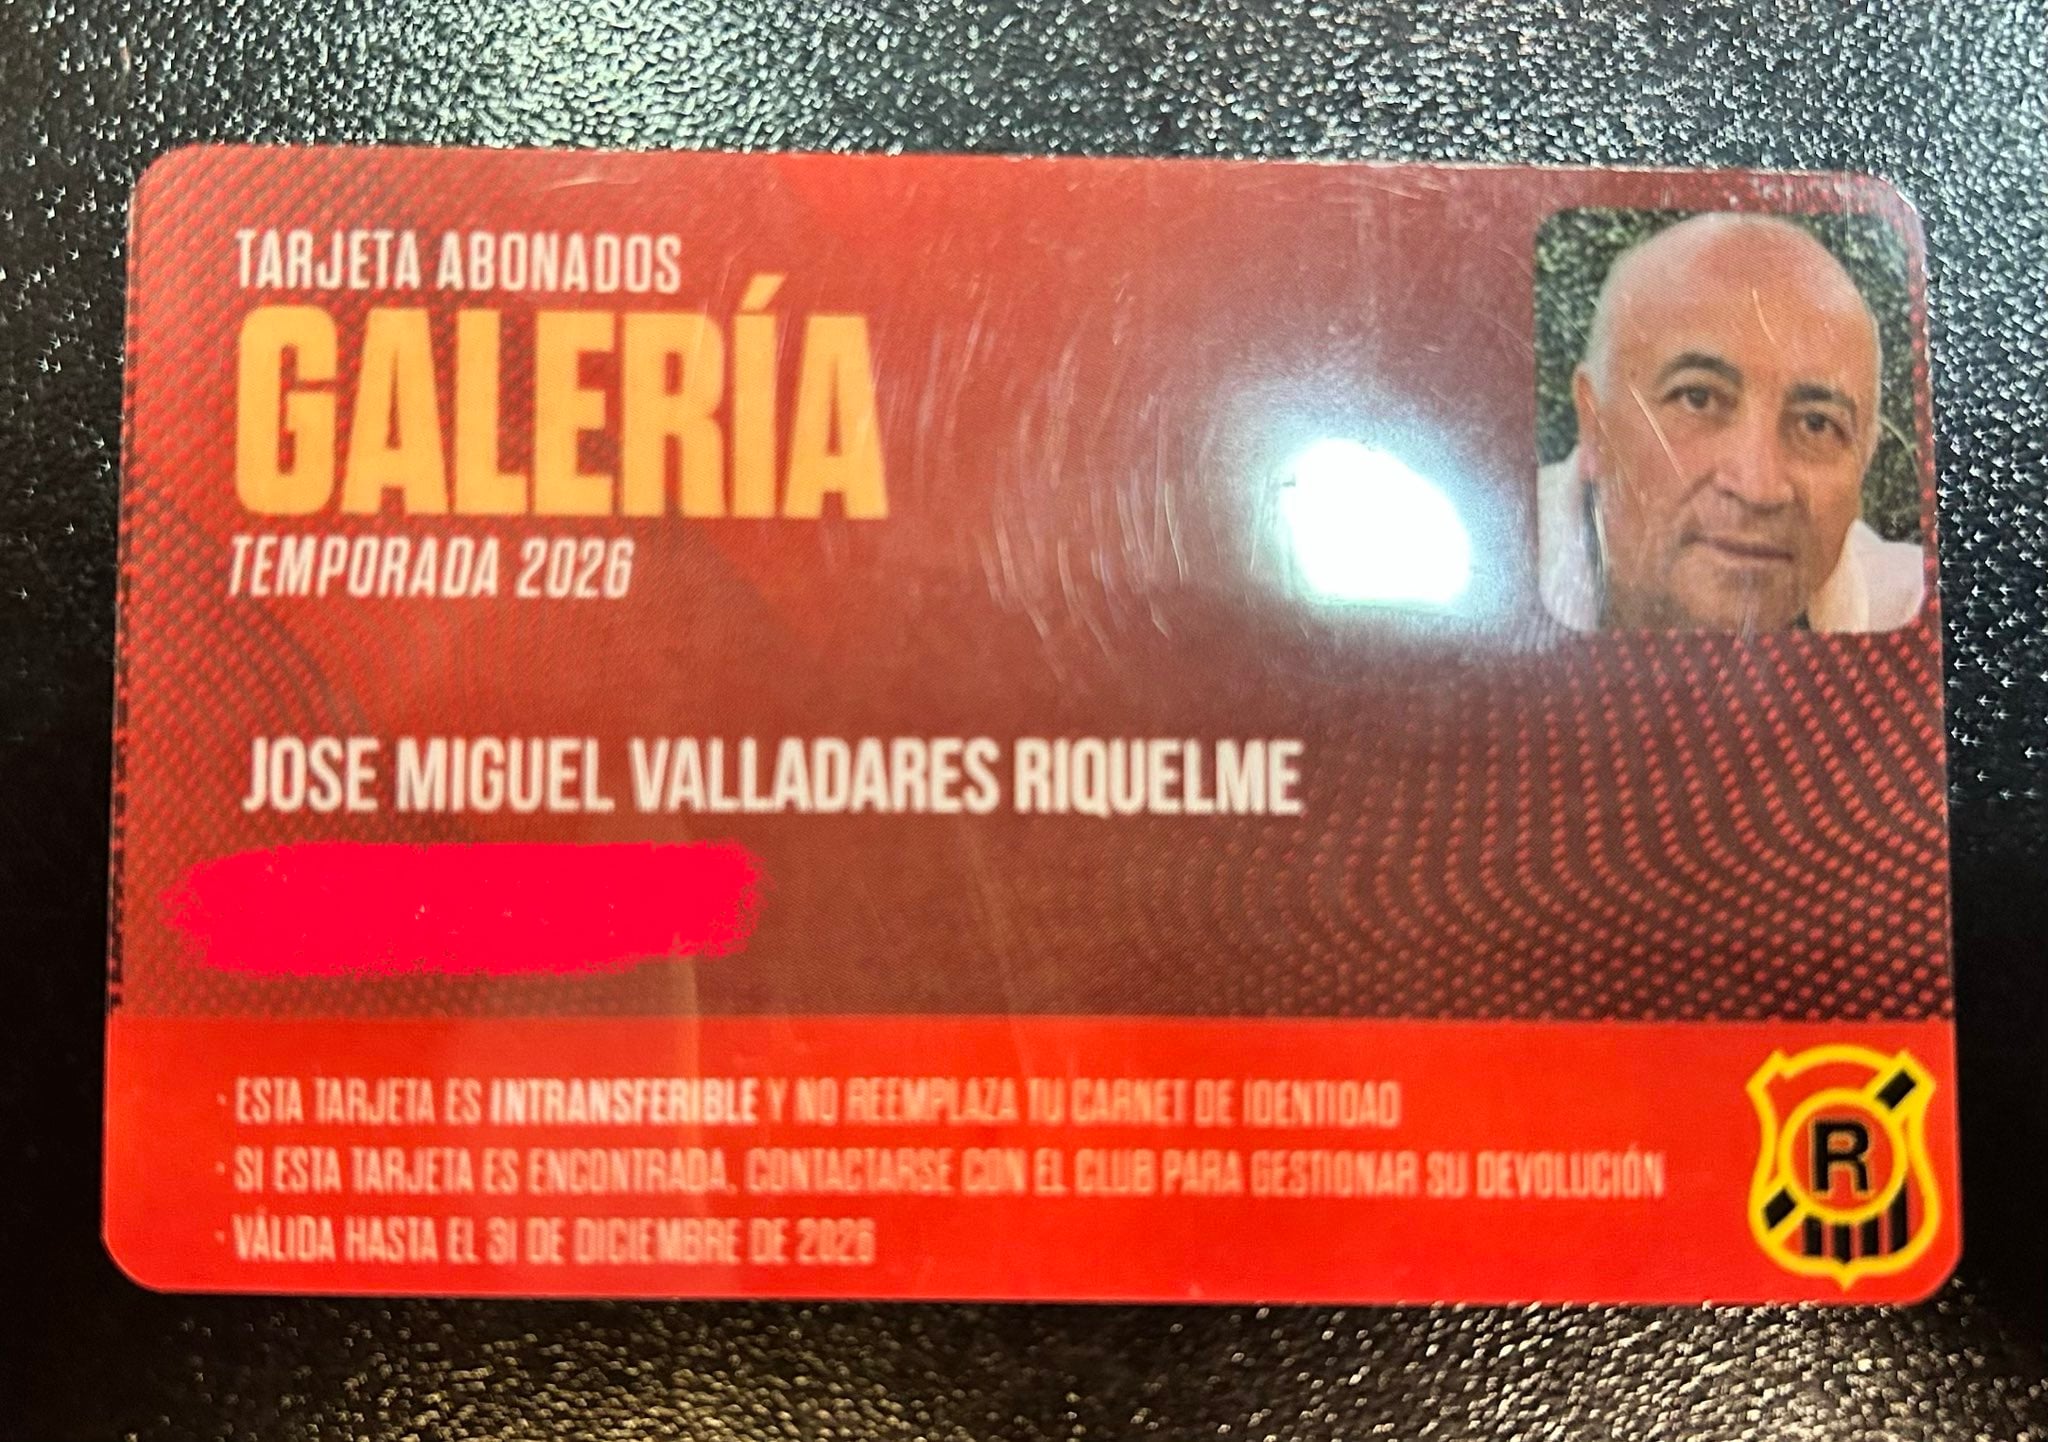 TARJETA ABONADOS
GALERÍA
TEMPORADA 2026
JOSE MIGUEL VALLADARES RIQUELME
· ESTA TARJETA ES INTRANSFERIBLE Y NO REEMPLAZA TU CARNET DE IDENTIDAD
· SI ESTA TARJETA ES ENCONTRADA, CONTACTARSE CON EL CLUB PARA GESTIONAR SU DEVOLUCIÓN
· VÁLIDA HASTA EL 31 DE DICIEMBRE DE 2026
R